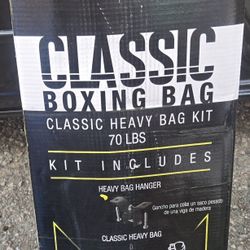 CLASSIC
BOXING BAG
CLASSIC HEAVY BAG KIT
70 LBS
KIT INCLUDES
HEAVY BAG HANGER
Gancho para colar un saco pesado
de una viga de madera
CLASSIC HEAVY BAG